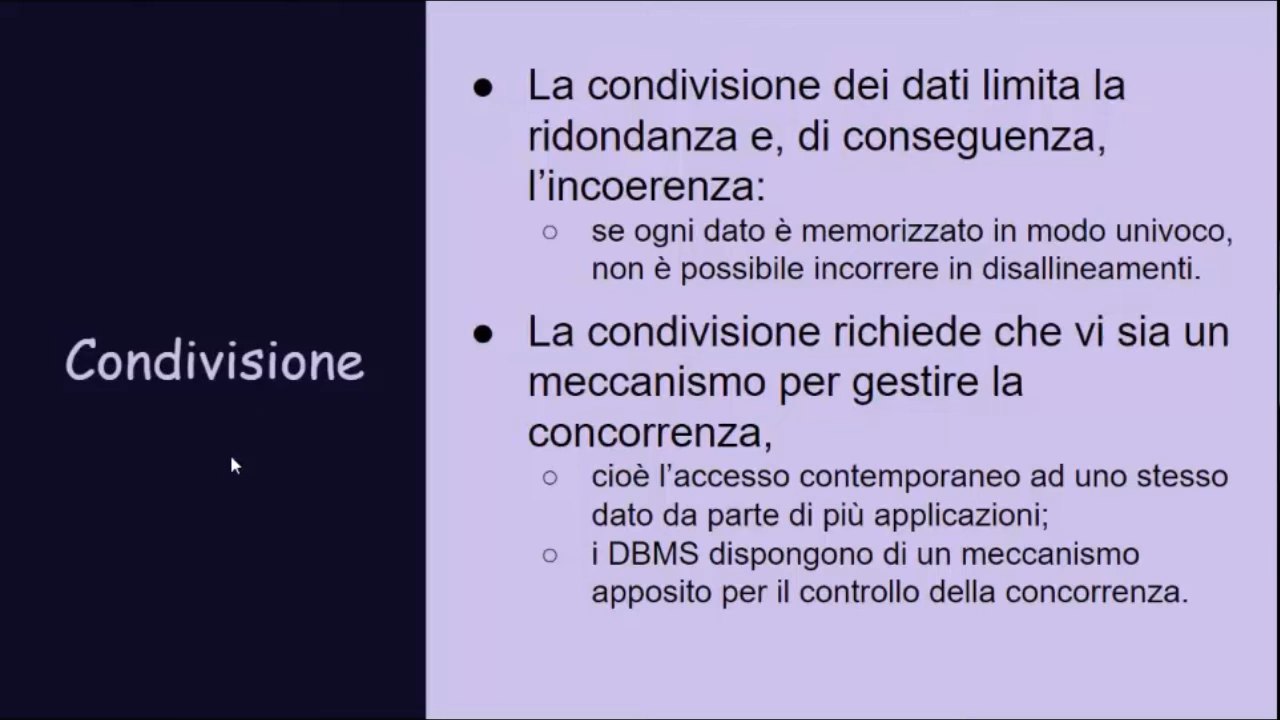 Condivisione
● La condivisione dei dati limita la
ridondanza e, di conseguenza,
l’incoerenza:
○ se ogni dato è memorizzato in modo univoco,
non è possibile incorrere in disallineamenti.
● La condivisione richiede che vi sia un
meccanismo per gestire la
concorrenza,
○ cioè l’accesso contemporaneo ad uno stesso
dato da parte di più applicazioni;
○ i DBMS dispongono di un meccanismo
apposito per il controllo della concorrenza.